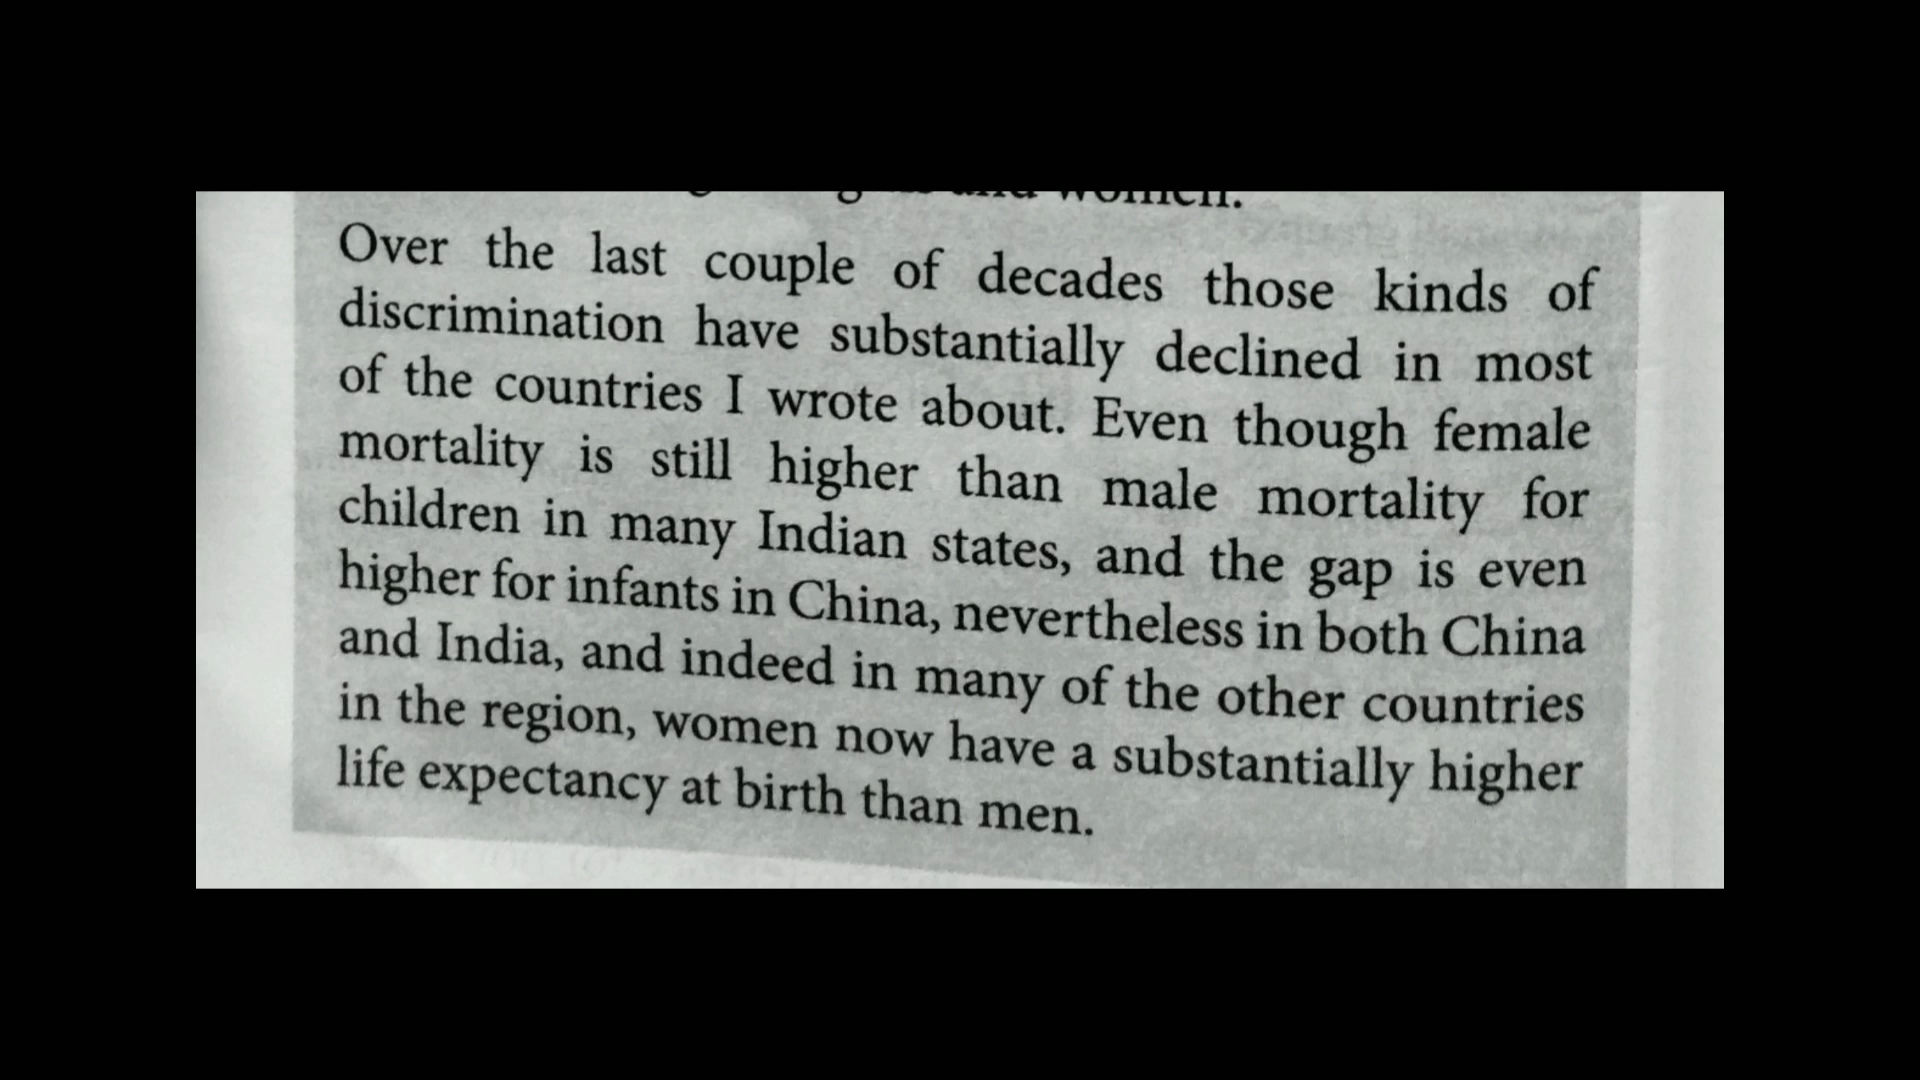 and women.
Over the last couple of decades those kinds of
discrimination have substantially declined in most
of the countries I wrote about. Even though female
mortality is still higher than male mortality for
children in many Indian states, and the gap is even
higher for infants in China, nevertheless in both China
and India, and indeed in many of the other countries
in the region, women now have a substantially higher
life expectancy at birth than men.